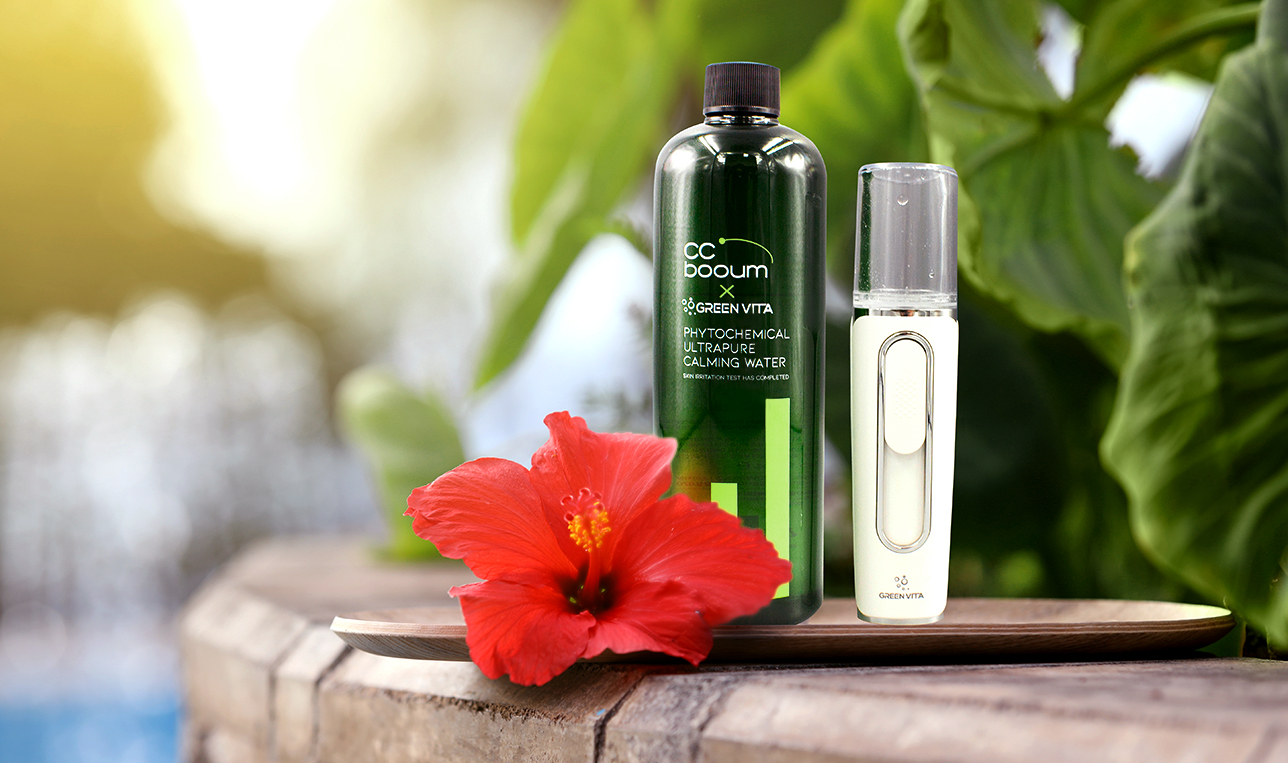 CC
booum
X
GREEN VITA
PHYTOCHEMICAL
ULTRAPURE
CALMING WATER
SKIN IRRITATION TEST HAS COMPLETED
GREEN VITA